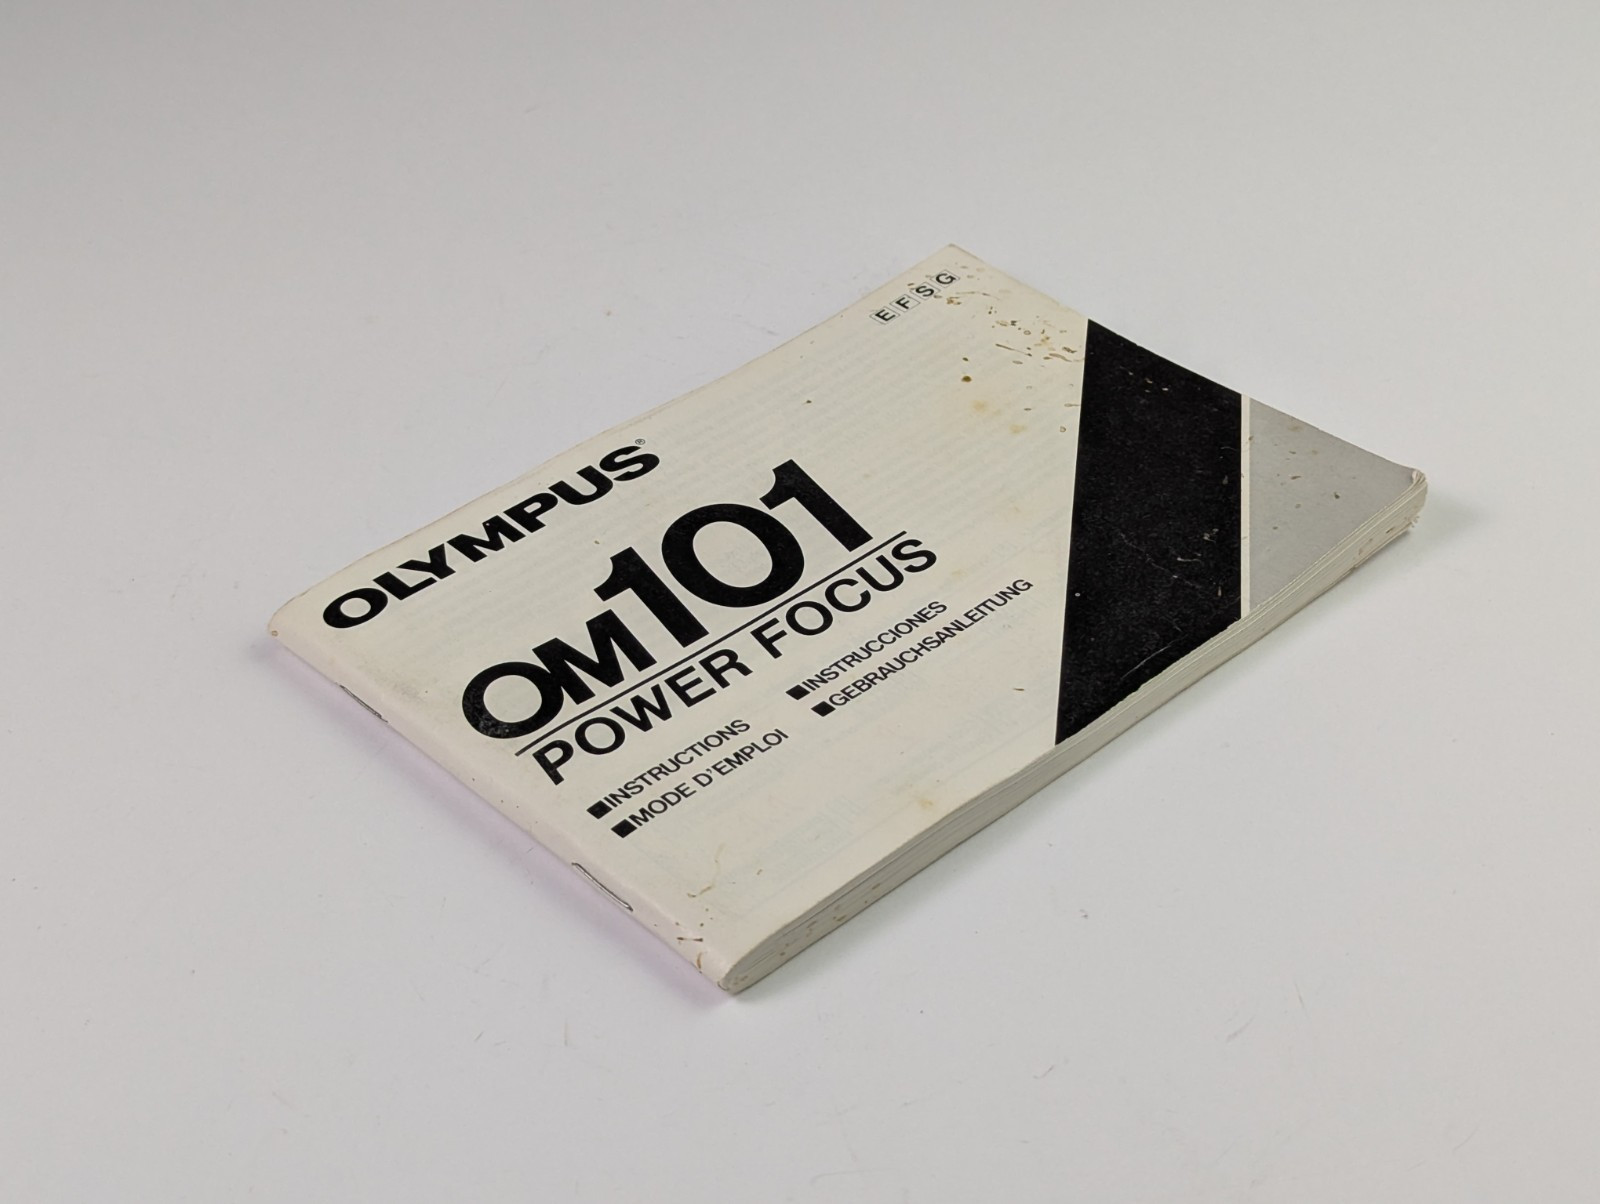 E F S G
OLYMPUS®
OM101
POWER FOCUS
■INSTRUCTIONS ■INSTRUCCIONES
■MODE D'EMPLOI ■GEBRAUCHSANLEITUNG